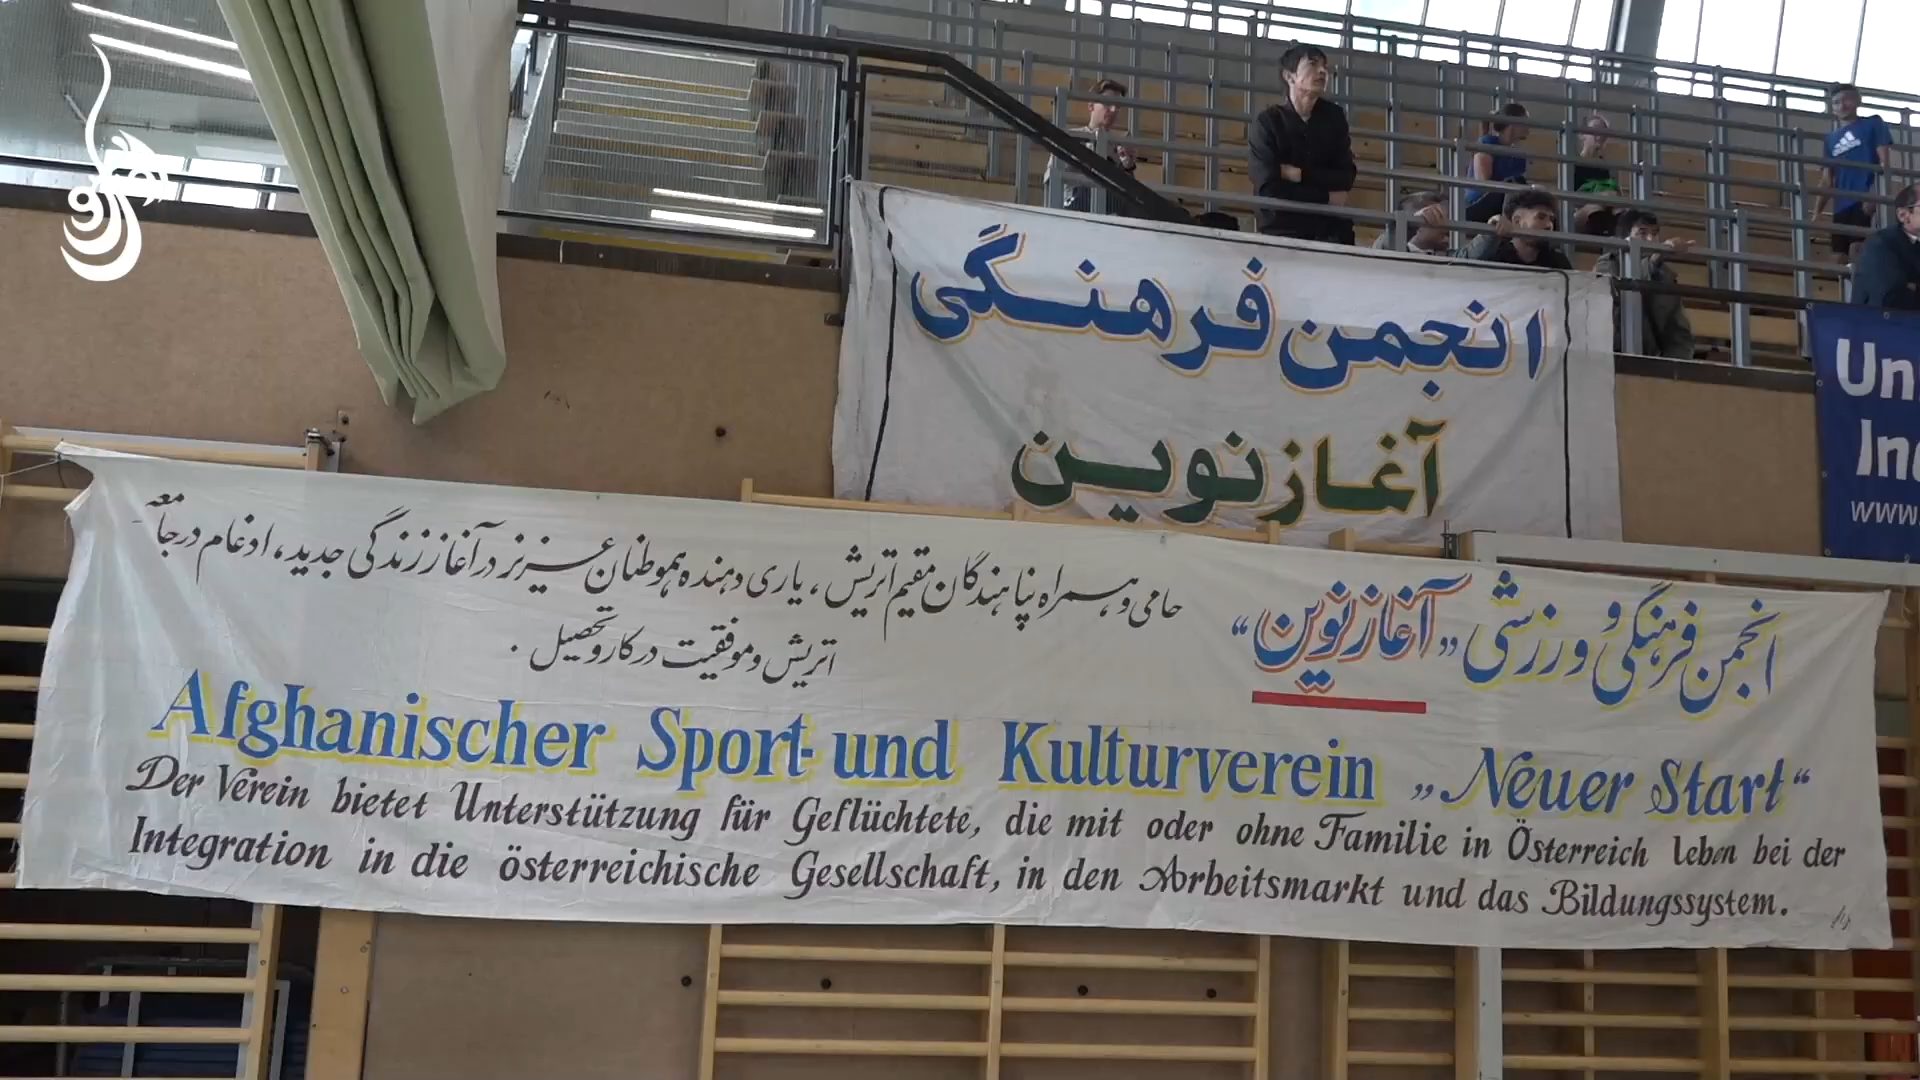 انجمن فرهنگی
آغاز نوین
Un
In
www.
انجمن فرهنگی و ورزشی „آغاز نوین“
حامی و همراه پناهندگان مقیم اتریش، یاری دهنده هموطنان عزیز در آغاز زندگی جدید، ادغام در جامعه
اتریش و موفقیت در کار و تحصیل.
Afghanischer Sport- und Kulturverein „Neuer Start“
Der Verein bietet Unterstützung für Geflüchtete, die mit oder ohne Familie in Österreich leben bei der
Integration in die österreichische Gesellschaft, in den Arbeitsmarkt und das Bildungssystem.